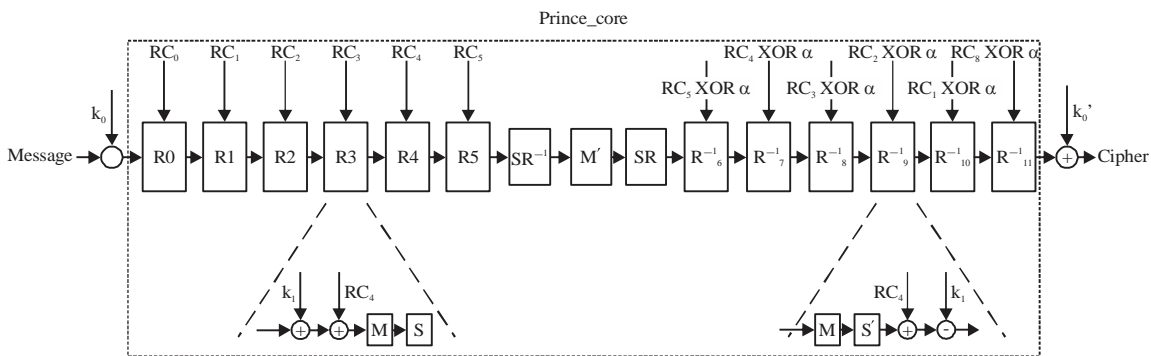 Prince_core
RC₀ RC₁ RC₂ RC₃ RC₄ RC₅ RC₄ XOR α RC₂ XOR α RC₈ XOR α
RC₅ XOR α RC₃ XOR α RC₁ XOR α
k₀ k₀'
Message R0 R1 R2 R3 R4 R5 SR⁻¹ M' SR R⁻¹₆ R⁻¹₇ R⁻¹₈ R⁻¹₉ R⁻¹₁₀ R⁻¹₁₁ + Cipher
k₁ RC₄ RC₄ k₁
+ + M S M S' + -